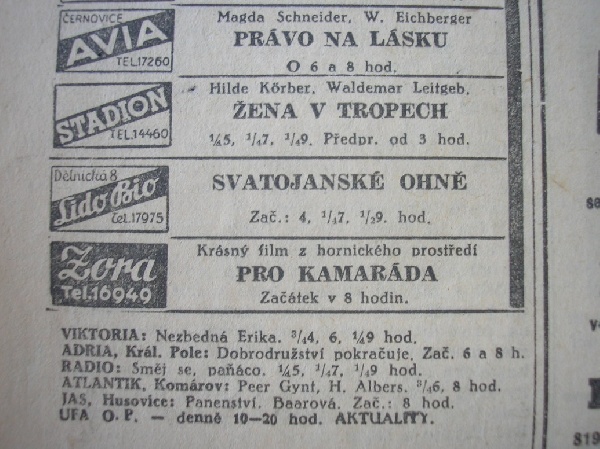 ČERNOVICE
AVIA
TEL.17260
Magda Schneider, W. Eichberger
PRÁVO NA LÁSKU
O 6 a 8 hod.
STADION
TEL.14460
Hilde Körber, Waldemar Leitgeb.
ŽENA V TROPECH
¼5, ¼7, ¼9. Předpr. od 3 hod.
Dělnická 8
Lido Bio
Tel.17975
SVATOJANSKÉ OHNĚ
Zač.: 4, ¼7, ½9. hod.
Zora
Tel.16949
Krásný film z hornického prostředí
PRO KAMARÁDA
Začátek v 8 hodin.
VIKTORIA: Nezbedná Erika. ¾4, 6, ¼9 hod.
ADRIA, Král. Pole: Dobrodružství pokračuje. Zač. 6 a 8 h.
RADIO: Směj se, paňáco. ¼5, ¼7, ¼9 hod.
ATLANTIK, Komárov: Peer Gynt, H. Albers. ¾6, 8 hod.
JAS, Husovice: Panenství. Baarová. Zač.: 8 hod.
UFA O.P. — denně 10—20 hod. AKTUALITY.